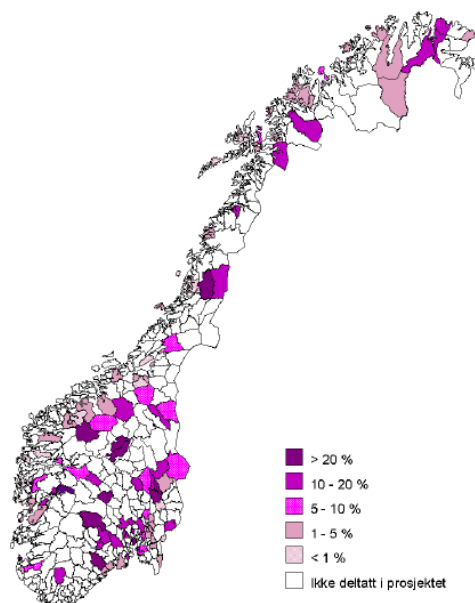 > 20 %
10 - 20 %
5 - 10 %
1 - 5 %
< 1 %
Ikke deltatt i prosjektet